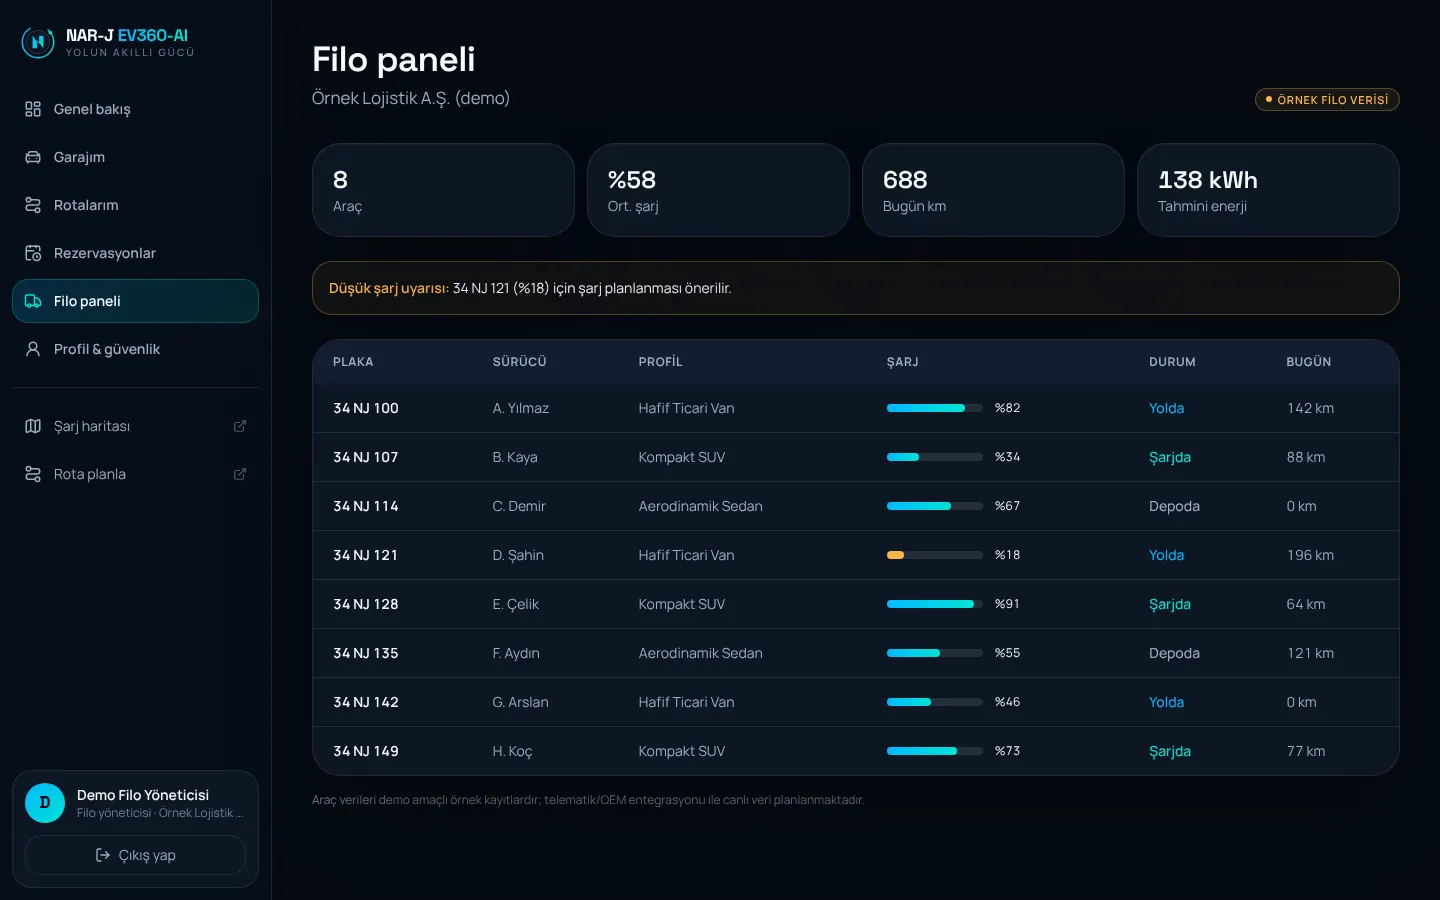 NAR-J EV360-AI
YOLUN AKILLI GÜCÜ
Genel bakış
Garajım
Rotalarım
Rezervasyonlar
Filo paneli
Profil & güvenlik
Şarj haritası
Rota planla
D
Demo Filo Yöneticisi
Filo yöneticisi · Örnek Lojistik ...
Çıkış yap
Filo paneli
Örnek Lojistik A.Ş. (demo)
ÖRNEK FİLO VERİSİ
8
Araç
%58
Ort. şarj
688
Bugün km
138 kWh
Tahmini enerji
Düşük şarj uyarısı: 34 NJ 121 (%18) için şarj planlanması önerilir.
PLAKA SÜRÜCÜ PROFİL ŞARJ DURUM BUGÜN
34 NJ 100 A. Yılmaz Hafif Ticari Van %82 Yolda 142 km
34 NJ 107 B. Kaya Kompakt SUV %34 Şarjda 88 km
34 NJ 114 C. Demir Aerodinamik Sedan %67 Depoda 0 km
34 NJ 121 D. Şahin Hafif Ticari Van %18 Yolda 196 km
34 NJ 128 E. Çelik Kompakt SUV %91 Şarjda 64 km
34 NJ 135 F. Aydın Aerodinamik Sedan %55 Depoda 121 km
34 NJ 142 G. Arslan Hafif Ticari Van %46 Yolda 0 km
34 NJ 149 H. Koç Kompakt SUV %73 Şarjda 77 km
Araç verileri demo amaçlı örnek kayıtlardır; telematik/OEM entegrasyonu ile canlı veri planlanmaktadır.